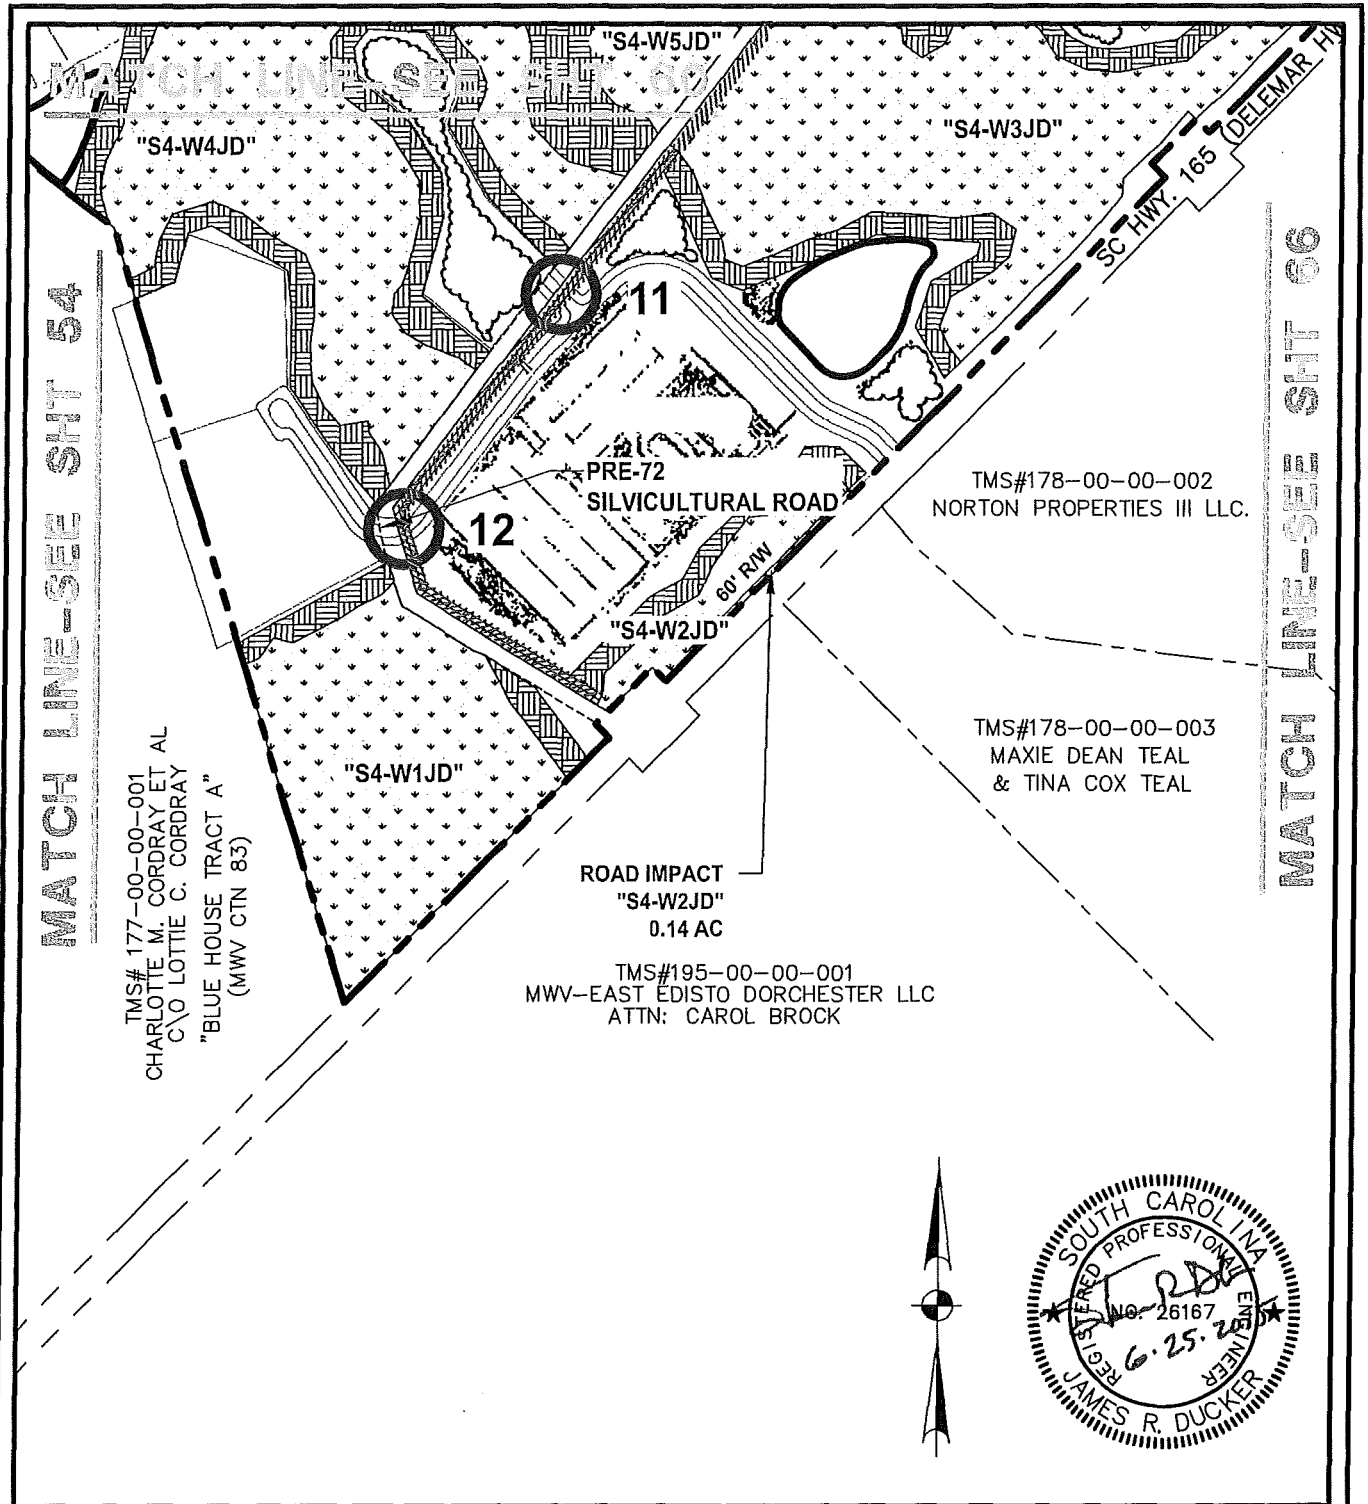 "S4-W5JD"
MATCH LINE-SEE SHT 60
"S4-W4JD"
"S4-W3JD"
SC HWY. 165 (DELEMAR
11
MATCH LINE-SEE SHT 54
MATCH LINE-SEE SHT 66
PRE-72
SILVICULTURAL ROAD
12
TMS#178-00-00-002
NORTON PROPERTIES III LLC.
60' R/W
"S4-W2JD"
TMS#178-00-00-003
MAXIE DEAN TEAL
& TINA COX TEAL
"S4-W1JD"
TMS# 177-00-00-001
CHARLOTTE M. CORDRAY ET AL
C\O LOTTIE C. CORDRAY
"BLUE HOUSE TRACT A"
(MWV CTN 83)
ROAD IMPACT
"S4-W2JD"
0.14 AC
TMS#195-00-00-001
MWV-EAST EDISTO DORCHESTER LLC
ATTN: CAROL BROCK
SOUTH CAROLINA
REGISTERED PROFESSIONAL ENGINEER
NO. 26167
6.25.
JAMES R. DUCKER